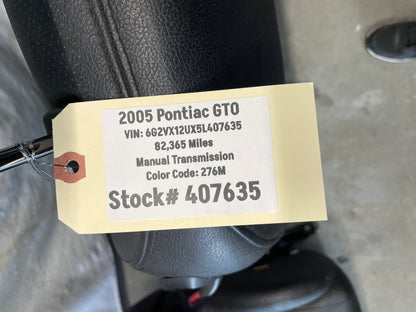 2005 Pontiac GTO
VIN: 6G2VX12UX5L407635
82,365 Miles
Manual Transmission
Color Code: 276M
Stock# 407635